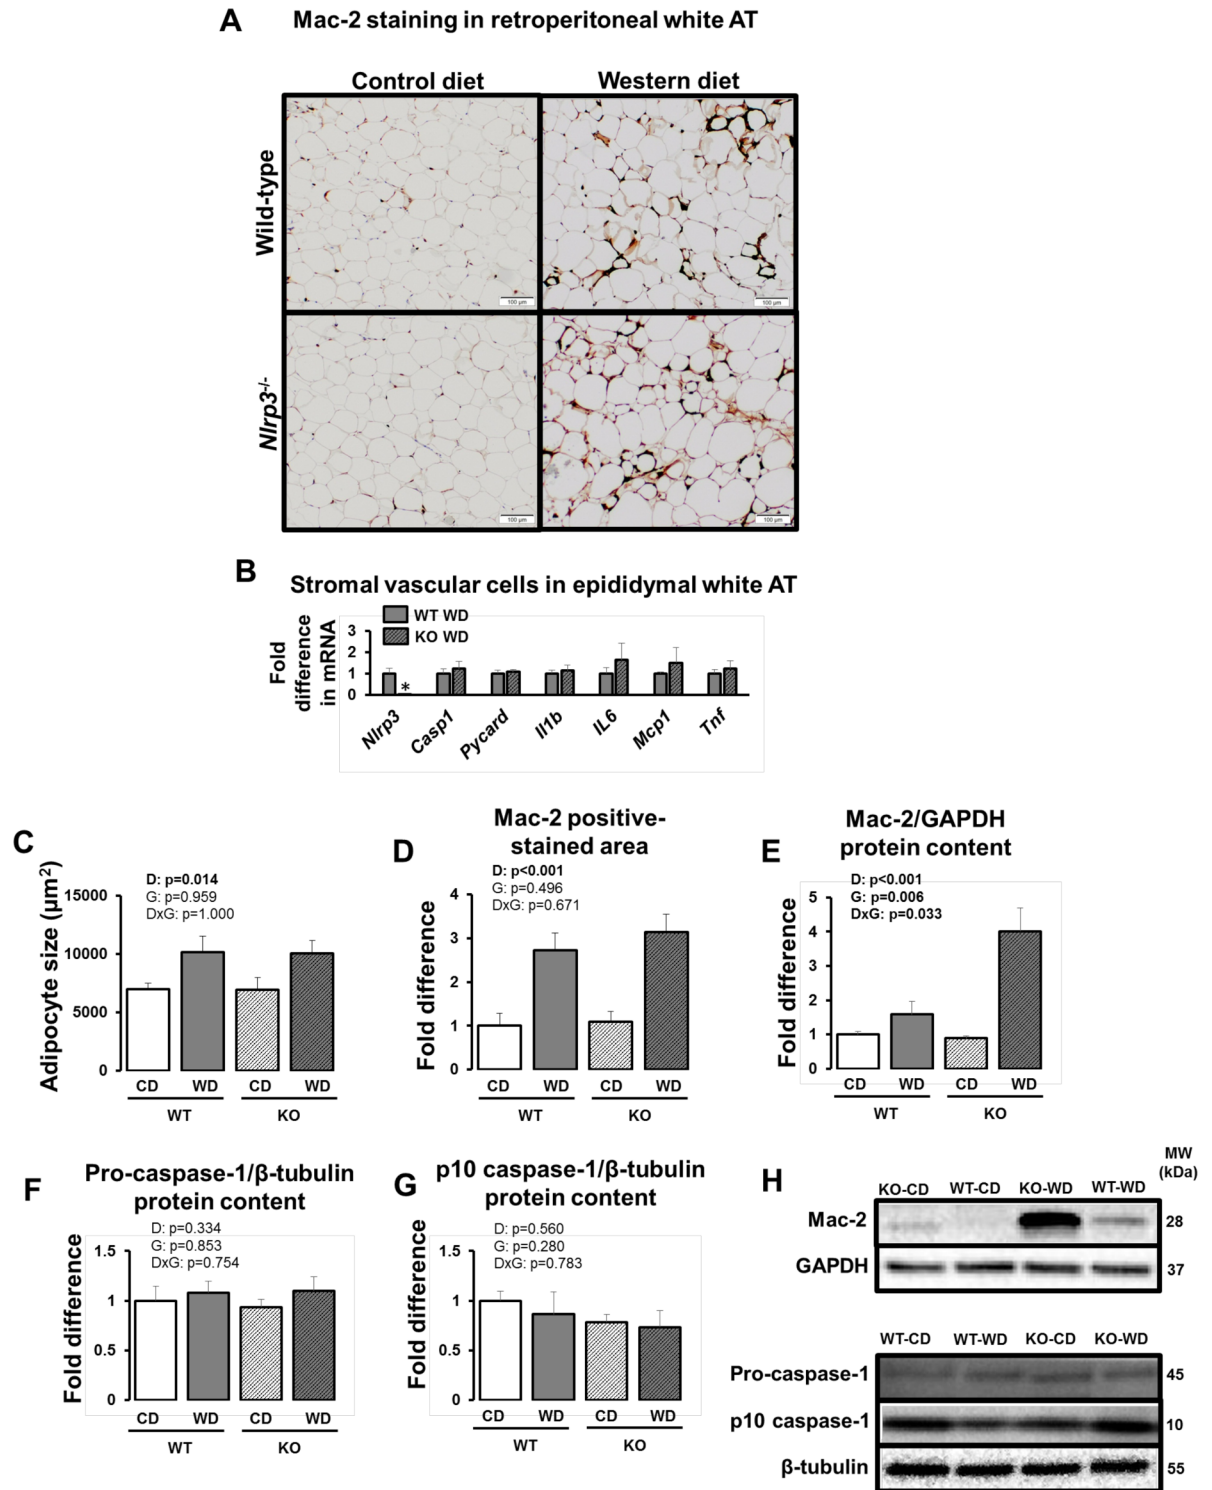 A
Mac-2 staining in retroperitoneal white AT
Control diet
Western diet
Wild-type
100 µm
100 µm
Nlrp3-/-
100 µm
100 µm
B
Stromal vascular cells in epididymal white AT
Fold
difference
in mRNA
WT WD
KO WD
3
2
1
0
*
Nlrp3
Casp1
Pycard
Il1b
IL6
Mcp1
Tnf
C
Adipocyte size (µm²)
D: p=0.014
G: p=0.959
DxG: p=1.000
15000
10000
5000
0
CD
WD
CD
WD
WT
KO
D
Mac-2 positive-
stained area
D: p<0.001
G: p=0.496
DxG: p=0.671
Fold difference
4
3
2
1
0
CD
WD
CD
WD
WT
KO
E
Mac-2/GAPDH
protein content
D: p<0.001
G: p=0.006
DxG: p=0.033
Fold difference
5
4
3
2
1
0
CD
WD
CD
WD
WT
KO
F
Pro-caspase-1/β-tubulin
protein content
D: p=0.334
G: p=0.853
DxG: p=0.754
Fold difference
1.5
1
0.5
0
CD
WD
CD
WD
WT
KO
G
p10 caspase-1/β-tubulin
protein content
D: p=0.560
G: p=0.280
DxG: p=0.783
Fold difference
1.5
1
0.5
0
CD
WD
CD
WD
WT
KO
H
MW
(kDa)
KO-CD WT-CD KO-WD WT-WD
Mac-2 28
GAPDH 37
WT-CD WT-WD KO-CD KO-WD
Pro-caspase-1 45
p10 caspase-1 10
β-tubulin 55